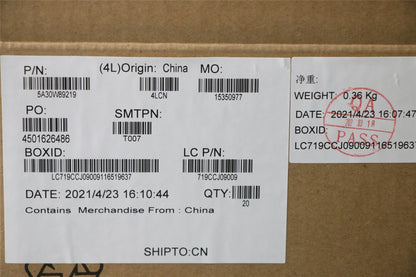 P/N:
5A30W89219
(4L)Origin: China
4LCN
MO:
15350977
PO:
4501626486
SMTPN:
T007
BOXID:
LC719CCJ09009116519637
LC P/N:
719CCJ09009
DATE: 2021/4/23 16:10:44
QTY:
20
Contains Merchandise From : China
SHIPTO:CN
净重:
WEIGHT: 0.36 Kg
DATE: 2021/4/23 16:07:47
BOXID:
LC719CCJ09009116519637
QA
PASS